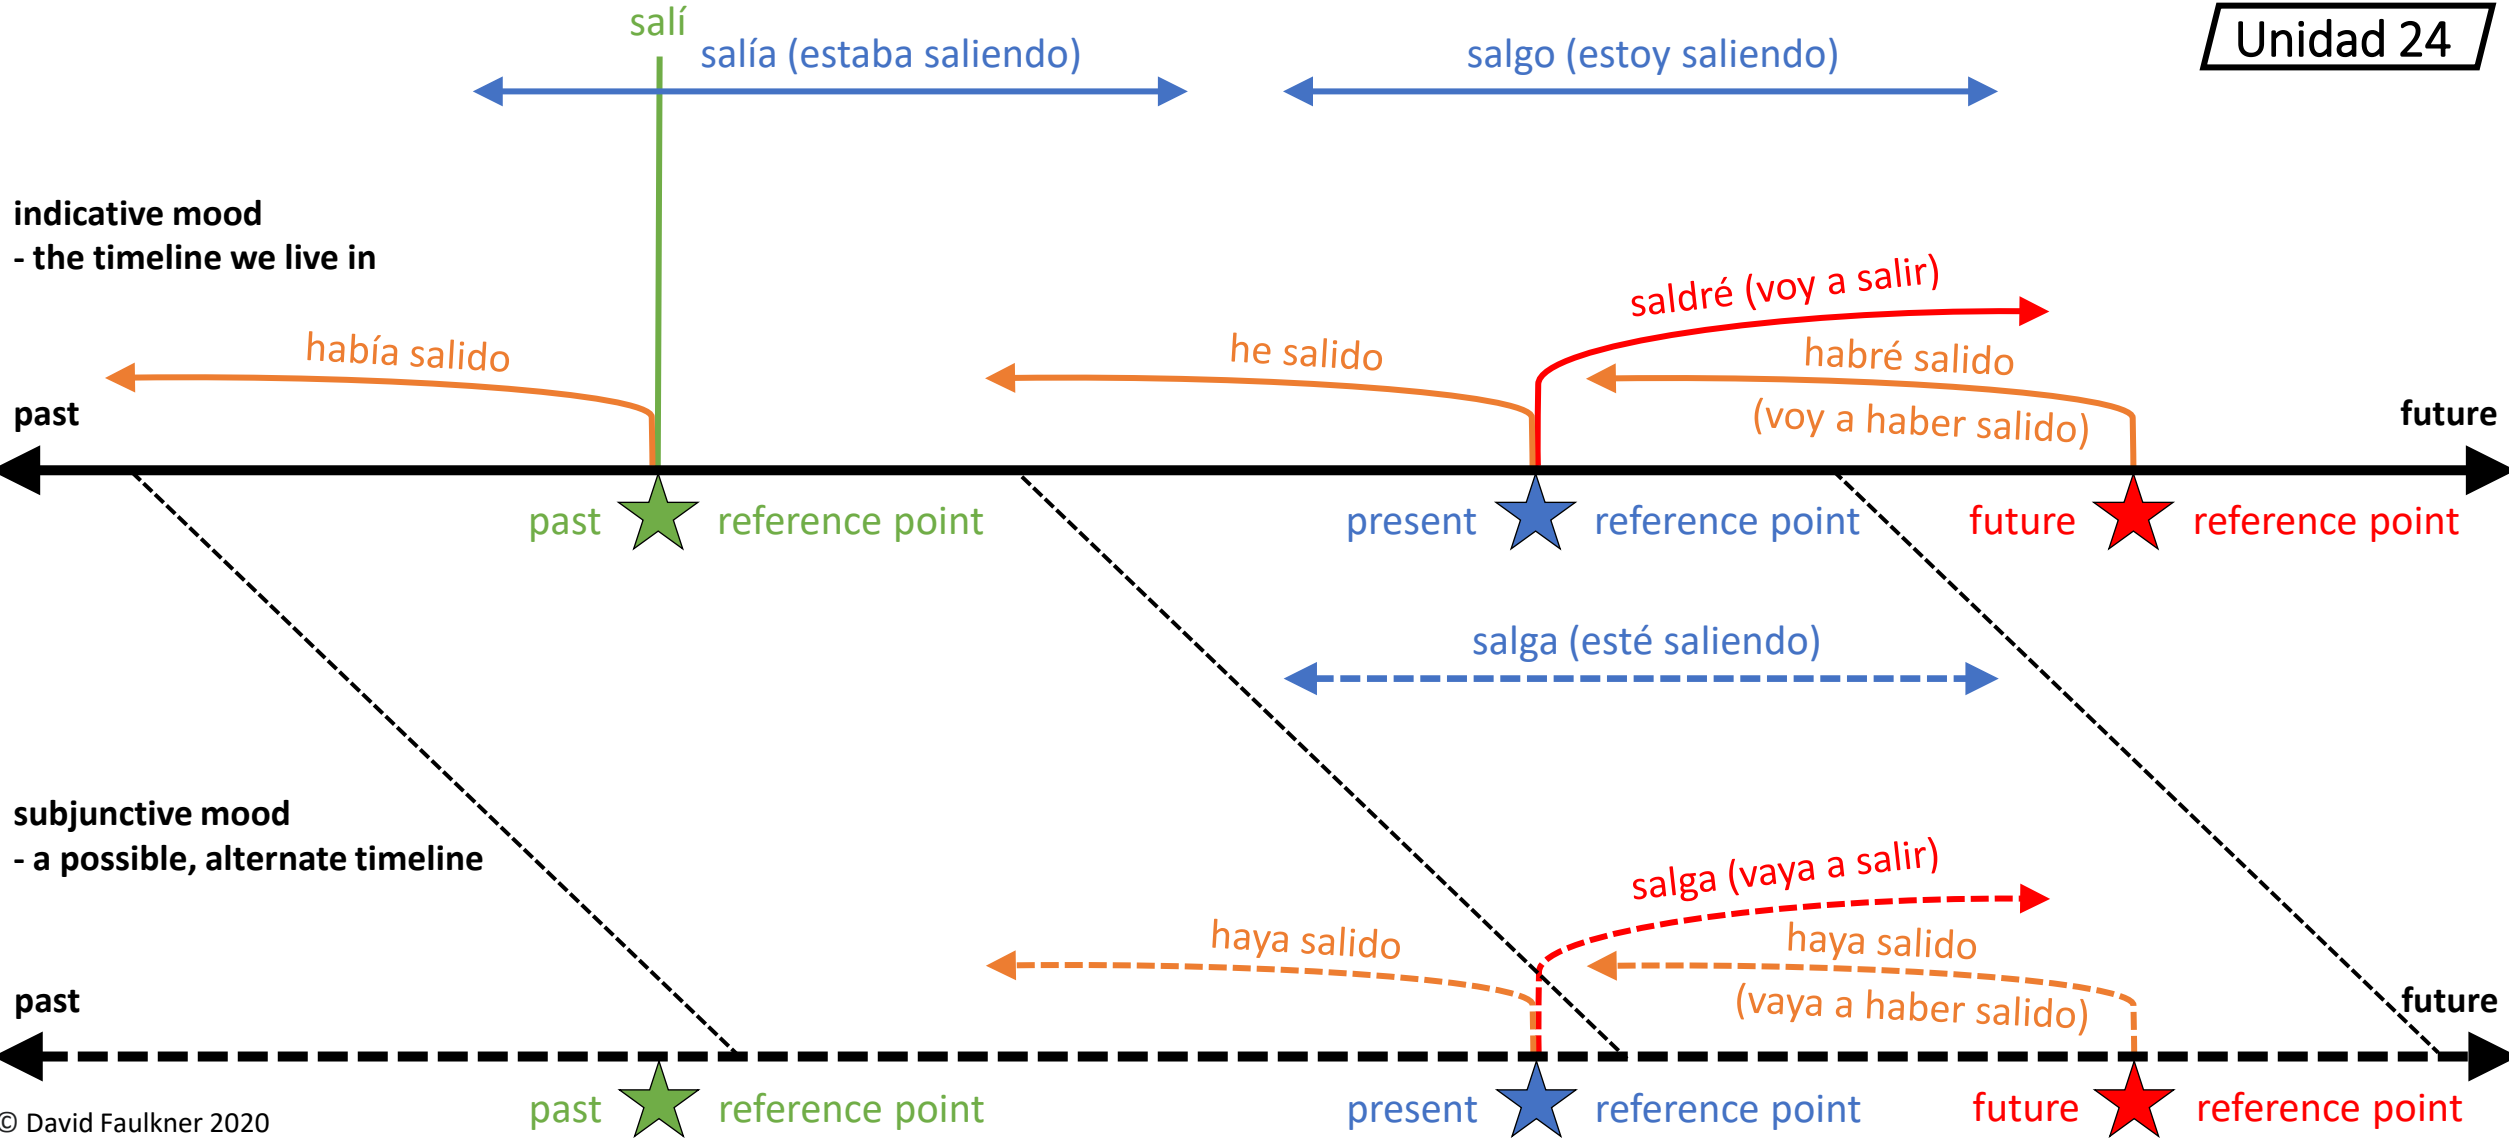 salí
Unidad 24
salía (estaba saliendo)
salgo (estoy saliendo)
indicative mood
- the timeline we live in
saldré (voy a salir)
había salido
he salido
habré salido
(voy a haber salido)
past
future
past reference point
present reference point
future reference point
salga (esté saliendo)
subjunctive mood
- a possible, alternate timeline
salga (vaya a salir)
haya salido
haya salido
(vaya a haber salido)
past
future
past reference point
present reference point
future reference point
© David Faulkner 2020